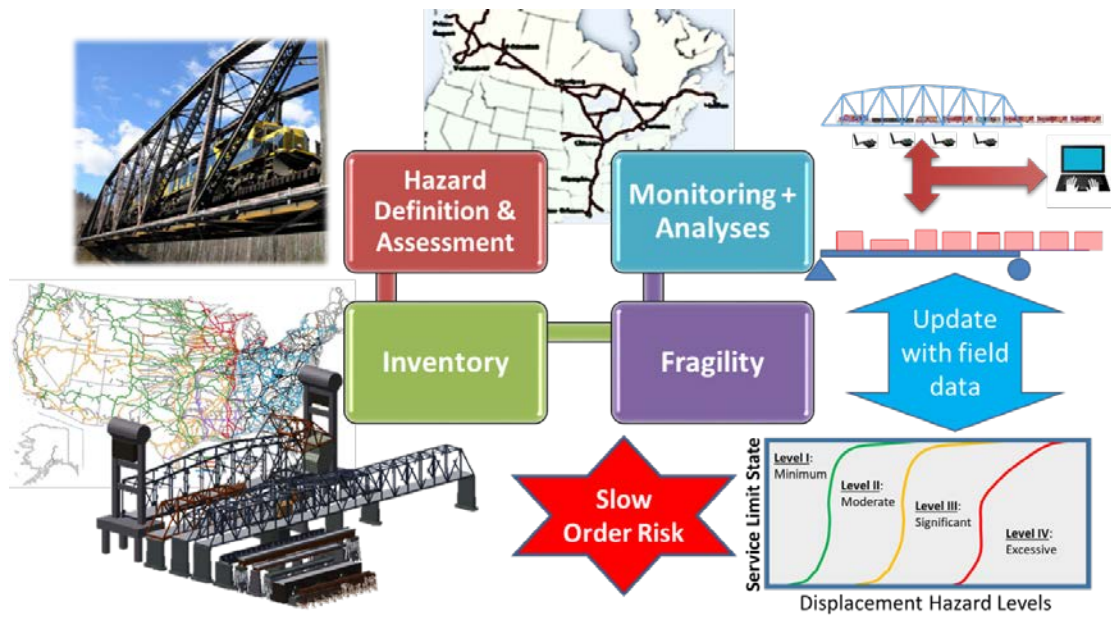 Hazard
Definition &
Assessment
Monitoring +
Analyses
Inventory
Fragility
Update
with field
data
Slow
Order Risk
Service Limit State
Level I:
Minimum
Level II:
Moderate
Level III:
Significant
Level IV:
Excessive
Displacement Hazard Levels